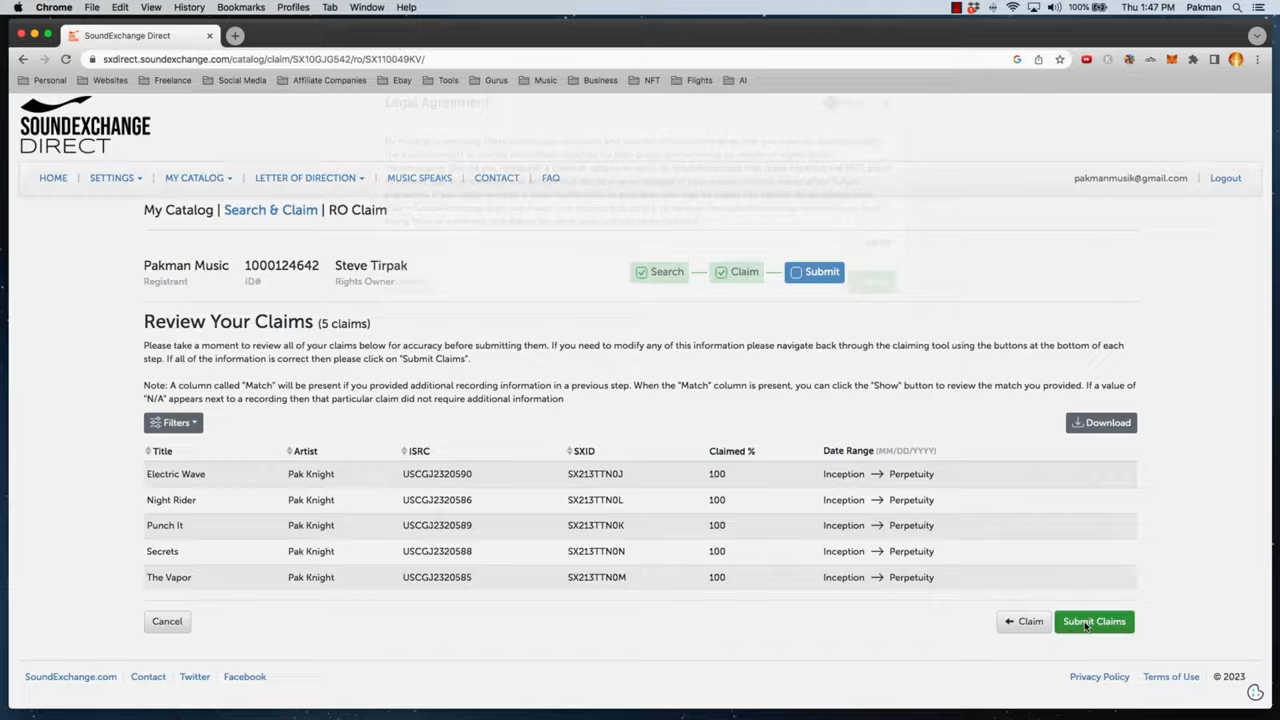 Chrome File Edit View History Bookmarks Profiles Tab Window Help 100% Thu 1:47 PM Pakman
SoundExchange Direct
sxdirect.soundexchange.com/catalog/claim/SX10GJG542/ro/SX110049KV/
Personal Websites Freelance Social Media Affiliate Companies Ebay Tools Gurus Music Business NFT Flights AI
Legal Agreement
SOUNDEXCHANGE
DIRECT
HOME SETTINGS MY CATALOG LETTER OF DIRECTION MUSIC SPEAKS CONTACT FAQ pakmanmusik@gmail.com Logout
My Catalog | Search & Claim | RO Claim
Pakman Music 1000124642 Steve Tirpak Search Claim Submit
Registrant ID# Rights Owner
Review Your Claims (5 claims)
Please take a moment to review all of your claims below for accuracy before submitting them. If you need to modify any of this information please navigate back through the claiming tool using the buttons at the bottom of each
step. If all of the information is correct then please click on "Submit Claims".
Note: A column called "Match" will be present if you provided additional recording information in a previous step. When the "Match" column is present, you can click the "Show" button to review the match you provided. If a value of
"N/A" appears next to a recording then that particular claim did not require additional information
Filters Download
Title Artist ISRC SXID Claimed % Date Range (MM/DD/YYYY)
Electric Wave Pak Knight USCGJ2320590 SX213TTN0J 100 Inception → Perpetuity
Night Rider Pak Knight USCGJ2320586 SX213TTN0L 100 Inception → Perpetuity
Punch It Pak Knight USCGJ2320589 SX213TTN0K 100 Inception → Perpetuity
Secrets Pak Knight USCGJ2320588 SX213TTN0N 100 Inception → Perpetuity
The Vapor Pak Knight USCGJ2320585 SX213TTN0M 100 Inception → Perpetuity
Cancel ← Claim Submit Claims
SoundExchange.com Contact Twitter Facebook Privacy Policy Terms of Use © 2023